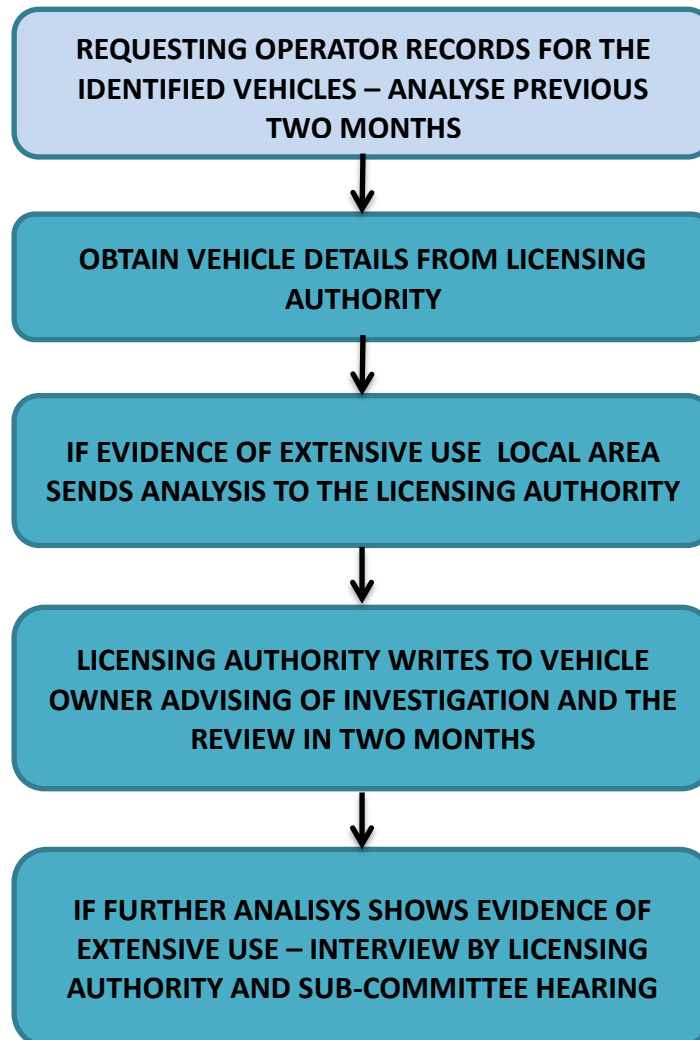 REQUESTING OPERATOR RECORDS FOR THE
IDENTIFIED VEHICLES – ANALYSE PREVIOUS
TWO MONTHS
OBTAIN VEHICLE DETAILS FROM LICENSING
AUTHORITY
IF EVIDENCE OF EXTENSIVE USE  LOCAL AREA
SENDS ANALYSIS TO THE LICENSING AUTHORITY
LICENSING AUTHORITY WRITES TO VEHICLE
OWNER ADVISING OF INVESTIGATION AND THE
REVIEW IN TWO MONTHS
IF FURTHER ANALISYS SHOWS EVIDENCE OF
EXTENSIVE USE – INTERVIEW BY LICENSING
AUTHORITY AND SUB-COMMITTEE HEARING